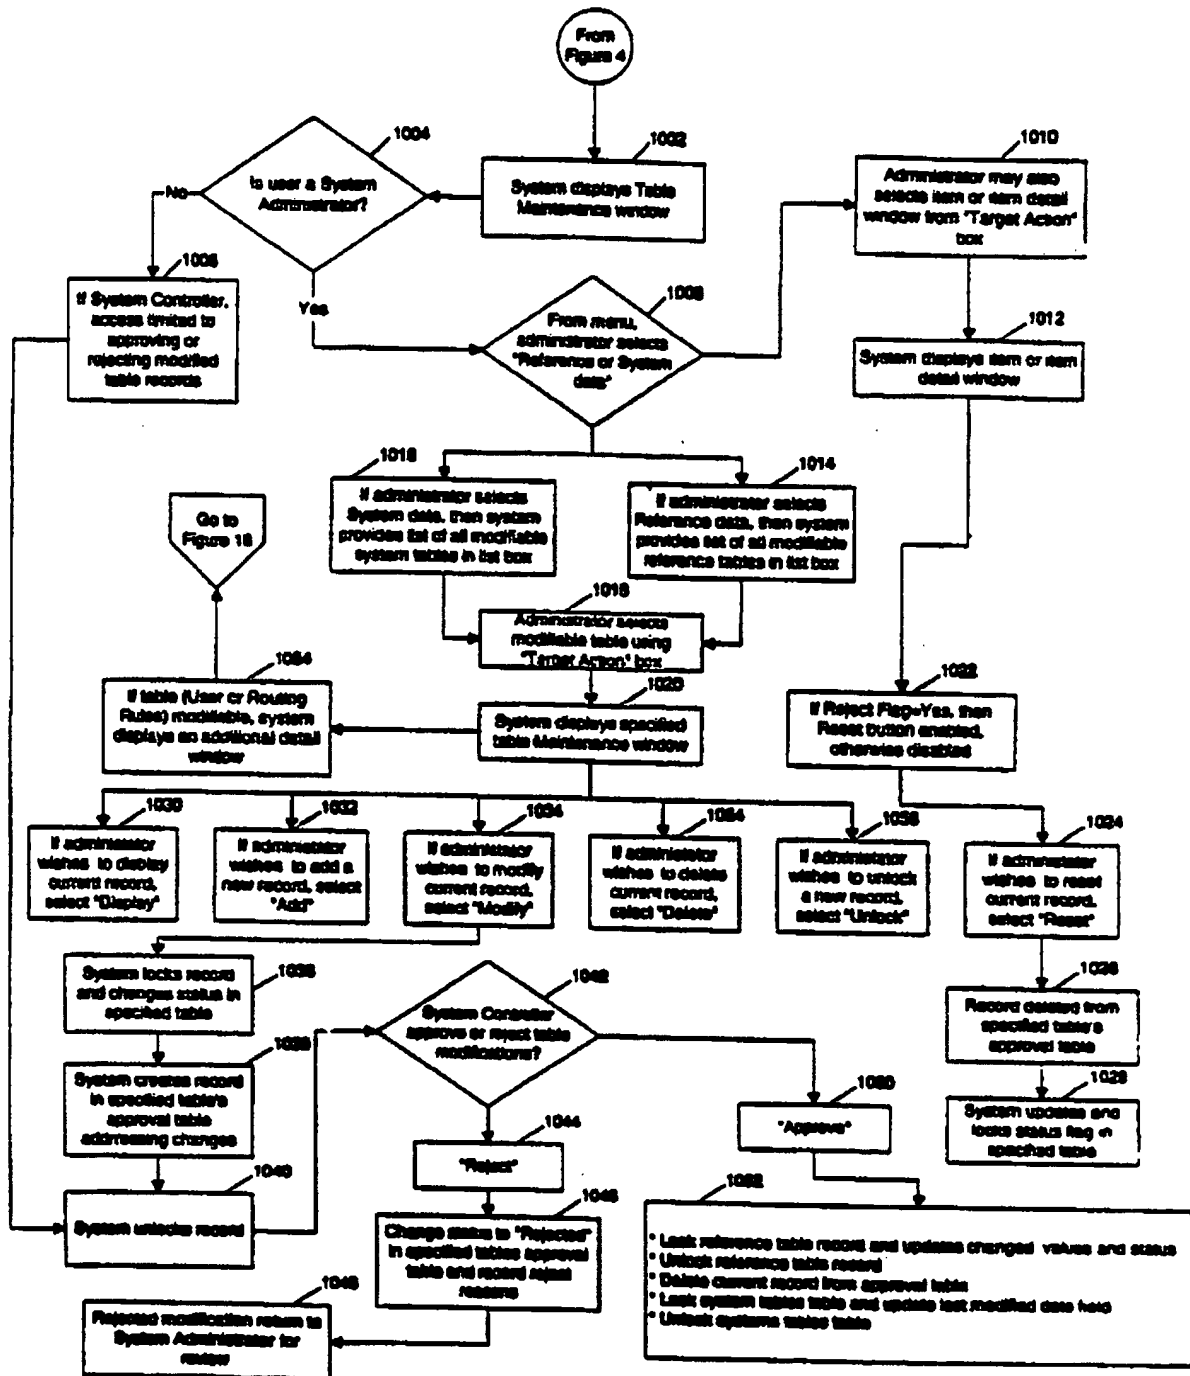 From
Figure 4
1004
1002
1010
Is user a System
Administrator?
System displays Table
Maintenance window
Administrator may also
selects item or item detail
window from "Target Action"
box
No
Yes
1006
If System Controller,
access limited to
approving or
rejecting modified
table records
1008
From menu,
administrator selects
"Reference or System
data"
1012
System displays item or item
detail window
1016
If administrator selects
System data, then system
provides list of all modifiable
system tables in list box
1014
If administrator selects
Reference data, then system
provides list of all modifiable
reference tables in list box
Go to
Figure 18
1018
Administrator selects
modifiable table using
"Target Action" box
1054
If table (User or Routing
Rules) modifiable, system
displays an additional detail
window
1020
System displays specified
table Maintenance window
1022
If Reject Flag=Yes, then
Reset button enabled,
otherwise disabled
1030
If administrator
wishes to display
current record,
select "Display"
1032
If administrator
wishes to add a
new record, select
"Add"
1034
If administrator
wishes to modify
current record,
select "Modify"
If administrator
wishes to delete
current record,
select "Delete"
If administrator
wishes to unlock
a new record,
select "Unlock"
1024
If administrator
wishes to reset
current record,
select "Reset"
1036
System locks record
and changes status in
specified table
1042
System Controller
approve or reject table
modifications?
1026
Record deleted from
specified table's
approval table
1038
System creates record
in specified table's
approval table
addressing changes
1028
System updates and
locks status flag in
specified table
1044
"Reject"
"Approve"
1040
System unlocks record
1046
Change status to "Rejected"
in specified tables approval
table and record reject
reasons
Rejected modification return to
System Administrator for
review
* Lock reference table record and updates changed values and status
* Unlock reference table record
* Delete current record from approval table
* Lock system tables table and update last modified date held
* Unlock systems tables table